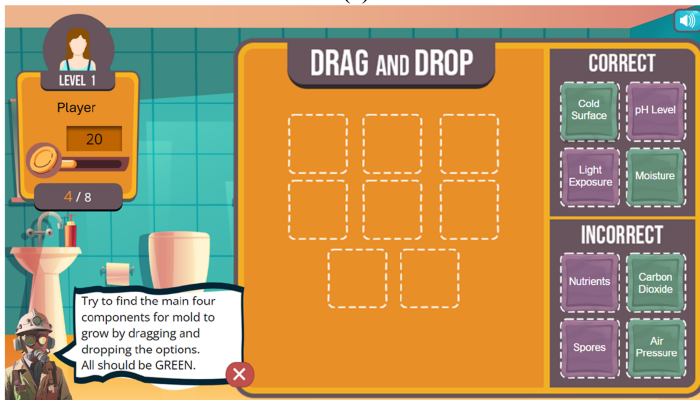 LEVEL 1
Player
20
4 / 8
DRAG AND DROP
CORRECT
Cold
Surface
pH Level
Light
Exposure
Moisture
INCORRECT
Nutrients
Carbon
Dioxide
Spores
Air
Pressure
Try to find the main four
components for mold to
grow by dragging and
dropping the options.
All should be GREEN.